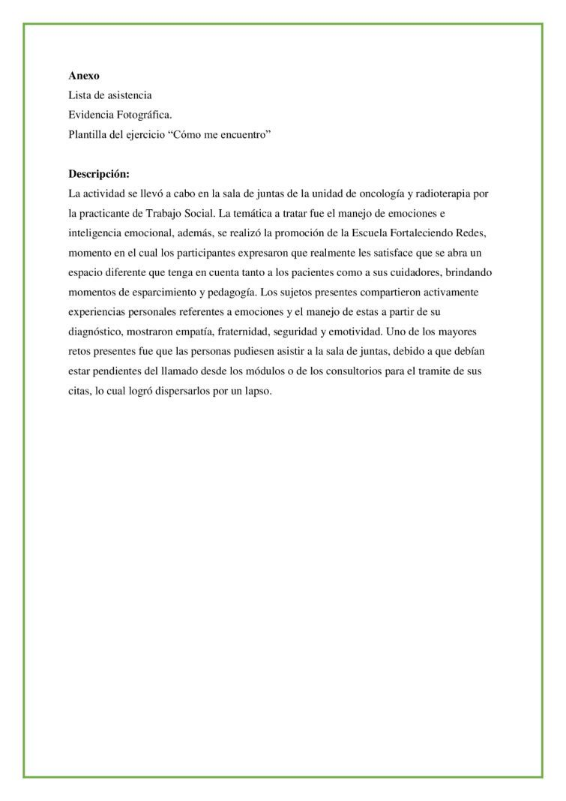 Anexo
Lista de asistencia
Evidencia Fotográfica.
Plantilla del ejercicio “Cómo me encuentro”
Descripción:
La actividad se llevó a cabo en la sala de juntas de la unidad de oncología y radioterapia por
la practicante de Trabajo Social. La temática a tratar fue el manejo de emociones e
inteligencia emocional, además, se realizó la promoción de la Escuela Fortaleciendo Redes,
momento en el cual los participantes expresaron que realmente les satisface que se abra un
espacio diferente que tenga en cuenta tanto a los pacientes como a sus cuidadores, brindando
momentos de esparcimiento y pedagogía. Los sujetos presentes compartieron activamente
experiencias personales referentes a emociones y el manejo de estas a partir de su
diagnóstico, mostraron empatía, fraternidad, seguridad y emotividad. Uno de los mayores
retos presentes fue que las personas pudiesen asistir a la sala de juntas, debido a que debían
estar pendientes del llamado desde los módulos o de los consultorios para el tramite de sus
citas, lo cual logró dispersarlos por un lapso.